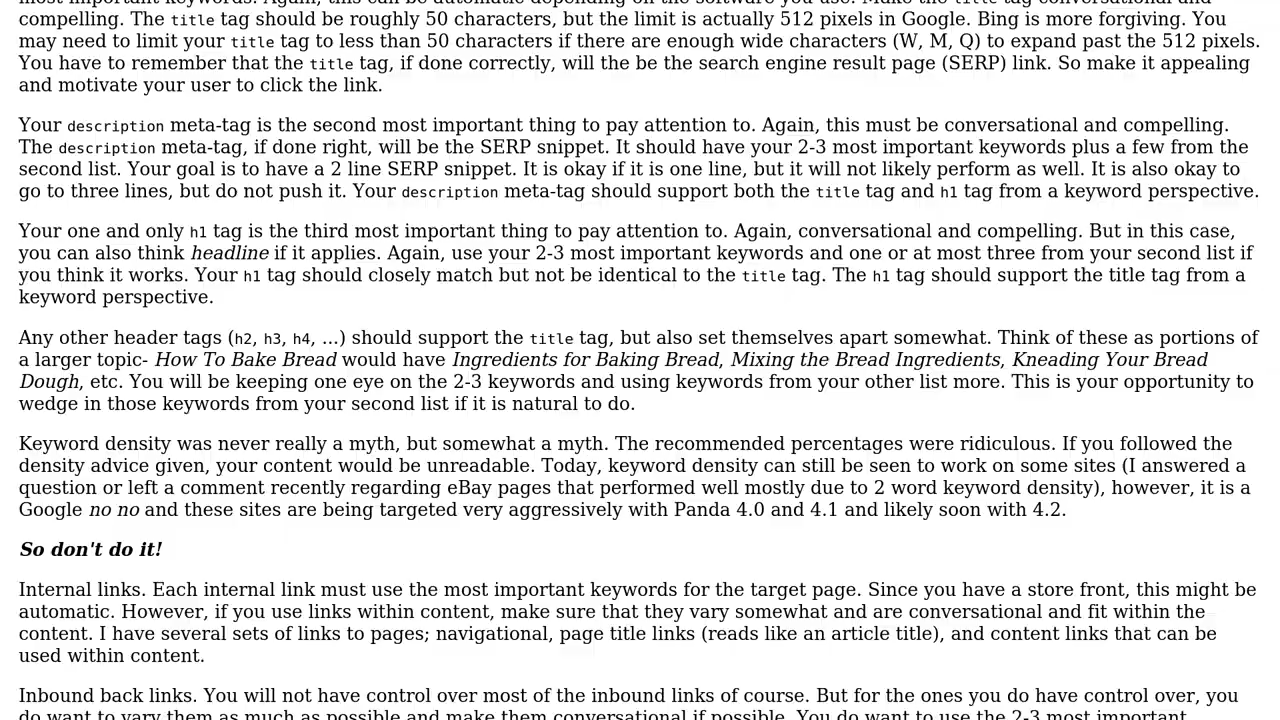 compelling. The title tag should be roughly 50 characters, but the limit is actually 512 pixels in Google. Bing is more forgiving. You
may need to limit your title tag to less than 50 characters if there are enough wide characters (W, M, Q) to expand past the 512 pixels.
You have to remember that the title tag, if done correctly, will the be the search engine result page (SERP) link. So make it appealing
and motivate your user to click the link.
Your description meta-tag is the second most important thing to pay attention to. Again, this must be conversational and compelling.
The description meta-tag, if done right, will be the SERP snippet. It should have your 2-3 most important keywords plus a few from the
second list. Your goal is to have a 2 line SERP snippet. It is okay if it is one line, but it will not likely perform as well. It is also okay to
go to three lines, but do not push it. Your description meta-tag should support both the title tag and h1 tag from a keyword perspective.
Your one and only h1 tag is the third most important thing to pay attention to. Again, conversational and compelling. But in this case,
you can also think headline if it applies. Again, use your 2-3 most important keywords and one or at most three from your second list if
you think it works. Your h1 tag should closely match but not be identical to the title tag. The h1 tag should support the title tag from a
keyword perspective.
Any other header tags (h2, h3, h4, ...) should support the title tag, but also set themselves apart somewhat. Think of these as portions of
a larger topic- How To Bake Bread would have Ingredients for Baking Bread, Mixing the Bread Ingredients, Kneading Your Bread
Dough, etc. You will be keeping one eye on the 2-3 keywords and using keywords from your other list more. This is your opportunity to
wedge in those keywords from your second list if it is natural to do.
Keyword density was never really a myth, but somewhat a myth. The recommended percentages were ridiculous. If you followed the
density advice given, your content would be unreadable. Today, keyword density can still be seen to work on some sites (I answered a
question or left a comment recently regarding eBay pages that performed well mostly due to 2 word keyword density), however, it is a
Google no no and these sites are being targeted very aggressively with Panda 4.0 and 4.1 and likely soon with 4.2.
So don't do it!
Internal links. Each internal link must use the most important keywords for the target page. Since you have a store front, this might be
automatic. However, if you use links within content, make sure that they vary somewhat and are conversational and fit within the
content. I have several sets of links to pages; navigational, page title links (reads like an article title), and content links that can be
used within content.
Inbound back links. You will not have control over most of the inbound links of course. But for the ones you do have control over, you
do want to vary them as much as possible and make them conversational if possible. You do want to use the 2-3 most important